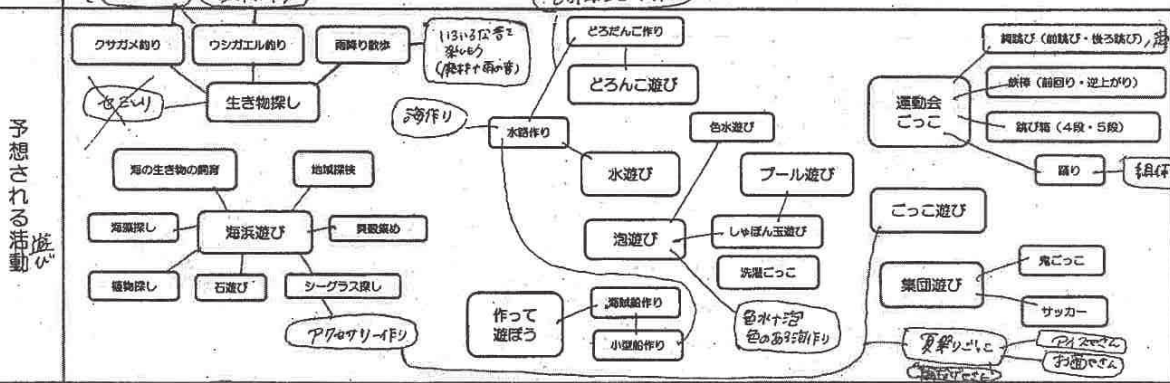 予想される活動
遊び
クサガメ釣り
ウシガエル釣り
雨降り散歩
いろいろな音を
楽しもう
セミとり
生き物探し
海の生き物の飼育
地域探検
海藻探し
海浜遊び
貝殻集め
植物探し
石遊び
シーグラス探し
アクセサリー作り
どろだんご作り
どろんこ遊び
海作り
水路作り
水遊び
色水遊び
プール遊び
泡遊び
しゃぼん玉遊び
洗濯ごっこ
色水+泡
色のある泡作り
作って
遊ぼう
海賊船作り
小型船作り
運動会
ごっこ
縄跳び（前跳び・後ろ跳び）
鉄棒（前回り・逆上がり）
跳び箱（4段・5段）
踊り
組体
ごっこ遊び
集団遊び
鬼ごっこ
サッカー
夏祭りごっこ
アイスやさん
お面やさん